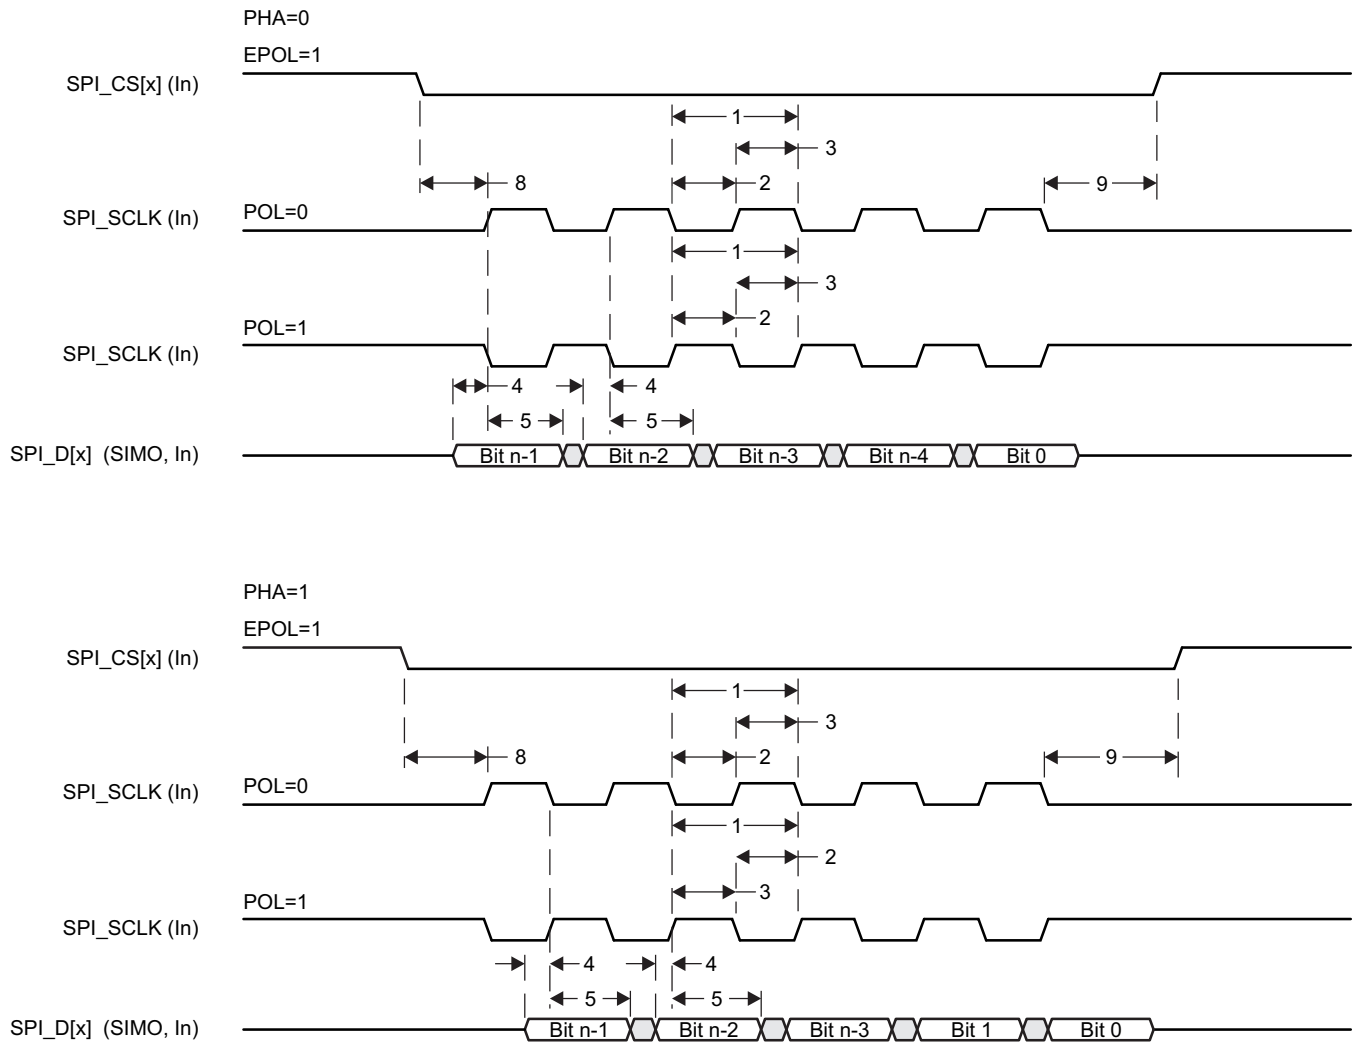 PHA=0
EPOL=1
SPI_CS[x] (In)
1
3
8
2
9
SPI_SCLK (In)
POL=0
1
3
2
POL=1
SPI_SCLK (In)
4
4
5
5
SPI_D[x] (SIMO, In)
Bit n-1
Bit n-2
Bit n-3
Bit n-4
Bit 0
PHA=1
EPOL=1
SPI_CS[x] (In)
1
3
8
2
9
SPI_SCLK (In)
POL=0
1
2
3
POL=1
SPI_SCLK (In)
4
4
5
5
SPI_D[x] (SIMO, In)
Bit n-1
Bit n-2
Bit n-3
Bit 1
Bit 0